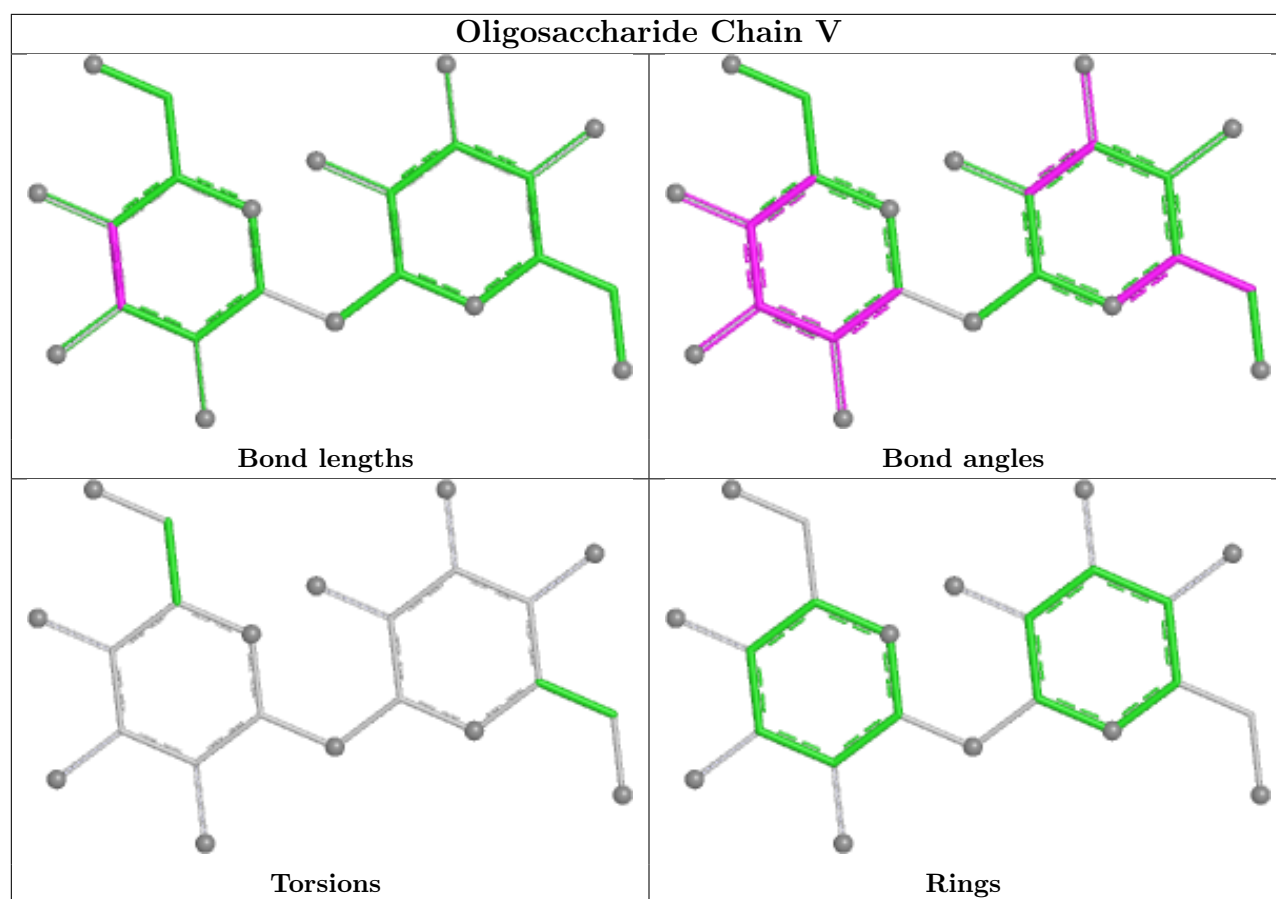 Oligosaccharide Chain V
Bond lengths
Bond angles
Torsions
Rings